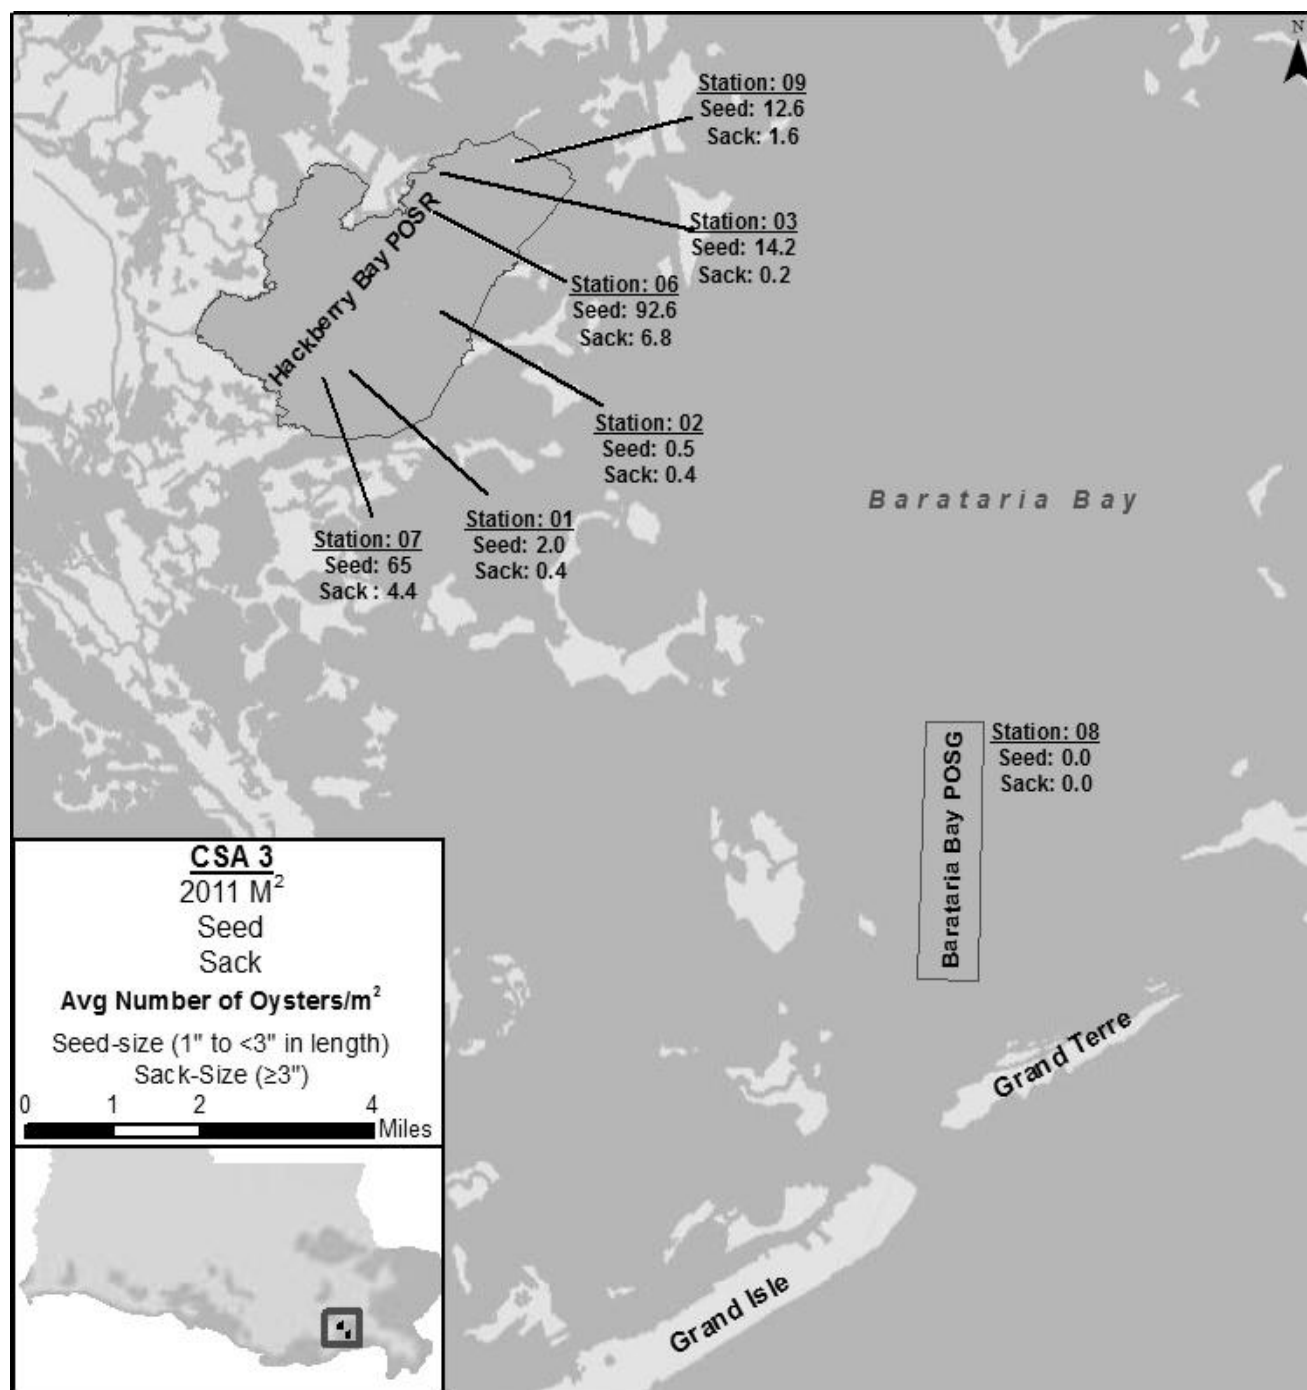 N
Station: 09
Seed: 12.6
Sack: 1.6
Station: 03
Seed: 14.2
Sack: 0.2
Hackberry Bay POSR
Station: 06
Seed: 92.6
Sack: 6.8
Station: 02
Seed: 0.5
Sack: 0.4
Station: 01
Seed: 2.0
Sack: 0.4
Station: 07
Seed: 65
Sack : 4.4
Barataria Bay
Station: 08
Seed: 0.0
Sack: 0.0
Barataria Bay POSG
CSA 3
2011 M²
Seed
Sack
Avg Number of Oysters/m²
Seed-size (1" to <3" in length)
Sack-Size (≥3")
0 1 2 4
Miles
Grand Terre
Grand Isle